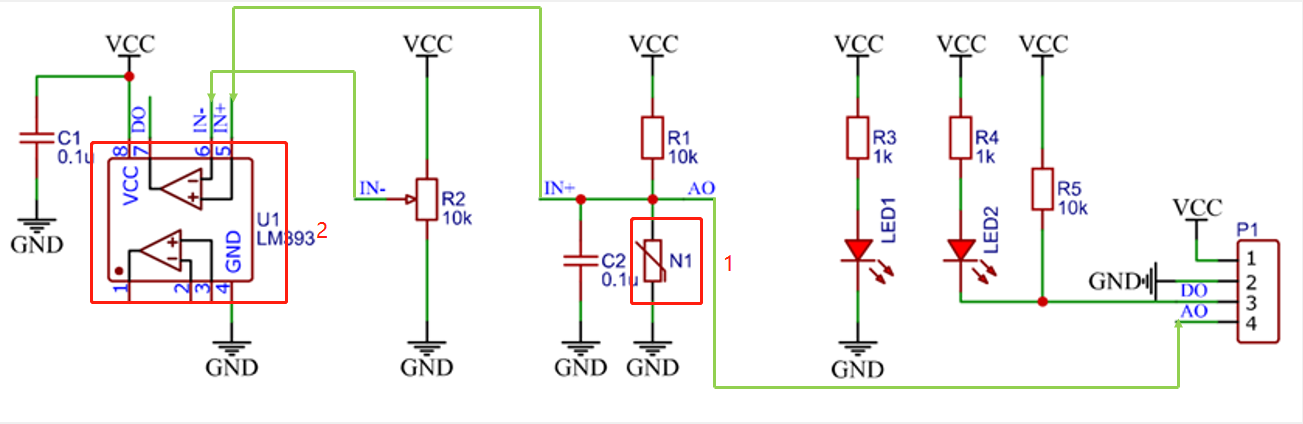 VCC
VCC
VCC
VCC
VCC
VCC
DO
IN-
IN+
C1
0.1u
8
7
6
5
VCC
U1
LM393
2
GND
1
2
3
4
GND
GND
IN-
R2
10k
GND
R1
10k
IN+
AO
C2
0.1u
N1
1
GND
GND
R3
1k
LED1
GND
R4
1k
LED2
R5
10k
VCC
P1
GND
DO
AO
1
2
3
4